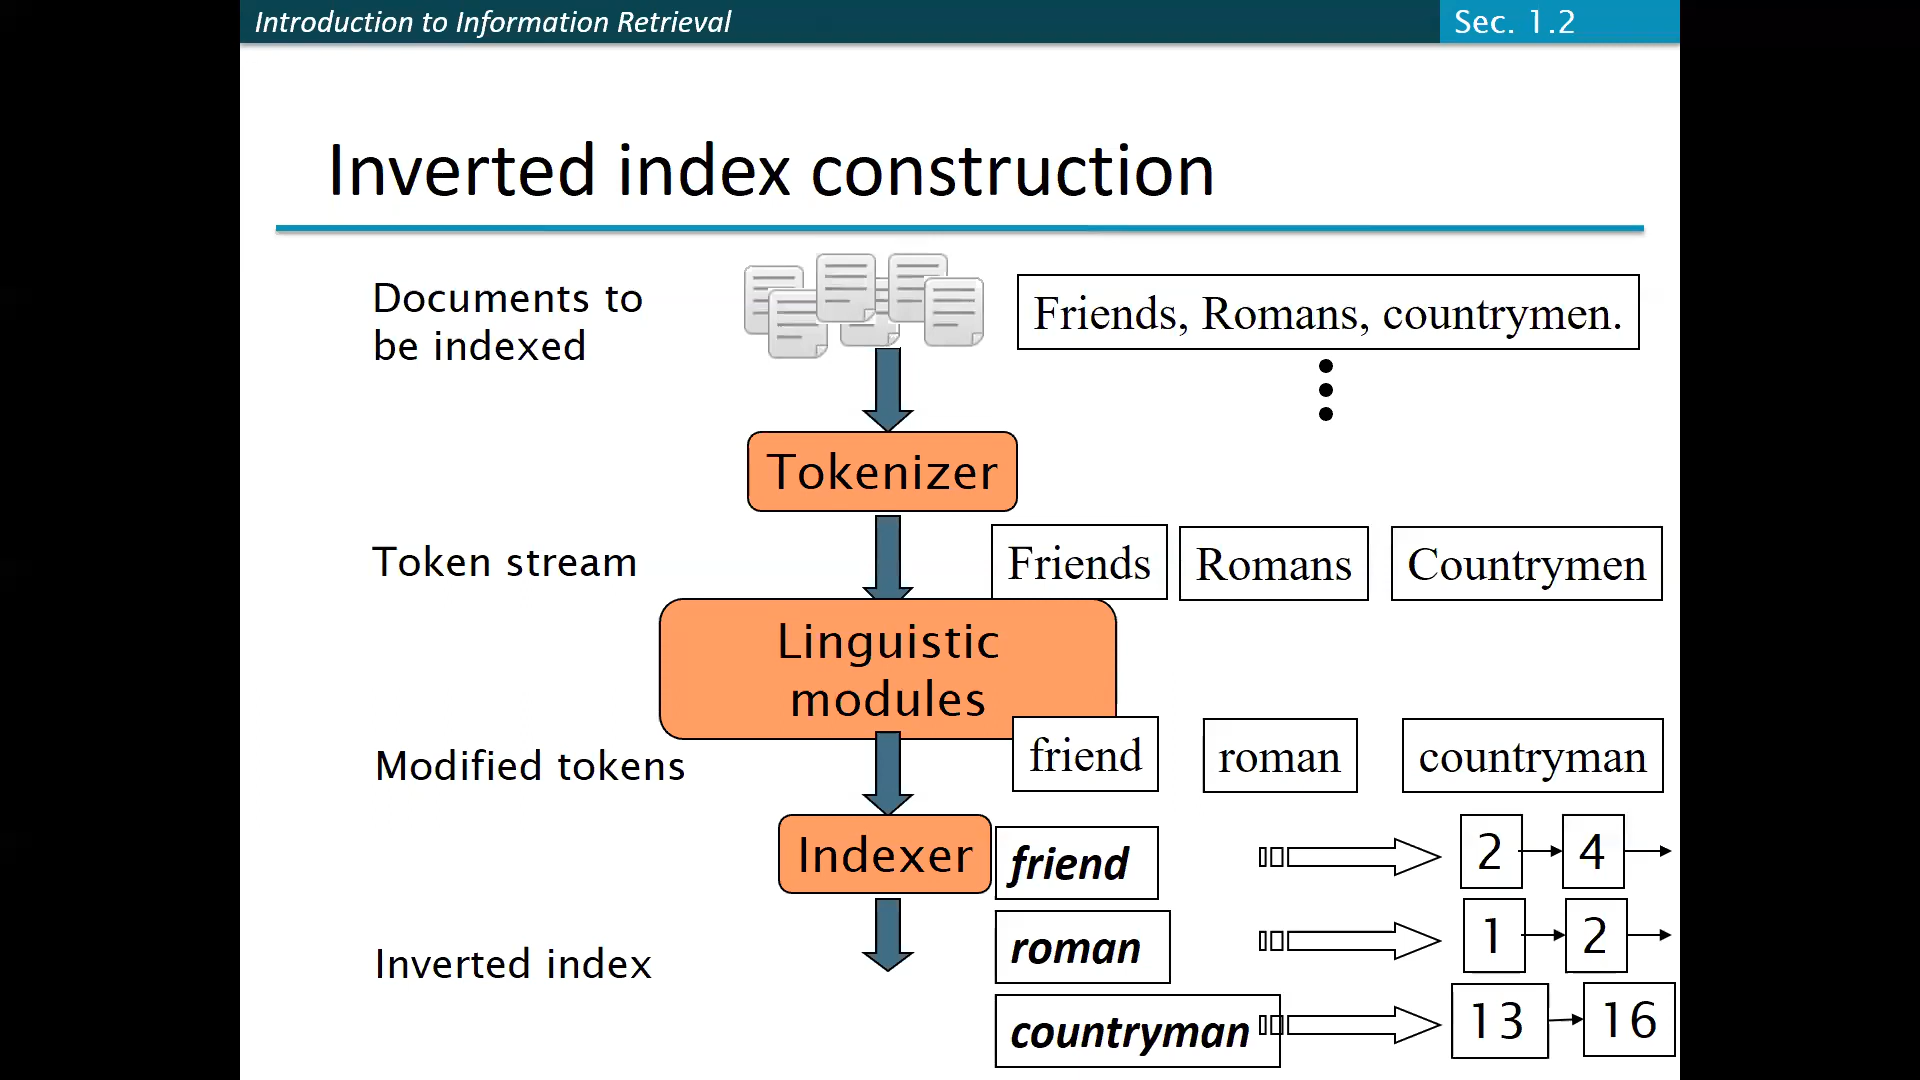 Introduction to Information Retrieval
Sec. 1.2
Inverted index construction
Documents to
be indexed
Friends, Romans, countrymen.
Tokenizer
Token stream
Friends
Romans
Countrymen
Linguistic
modules
Modified tokens
friend
roman
countryman
Indexer
friend
2
4
roman
1
2
Inverted index
countryman
13
16